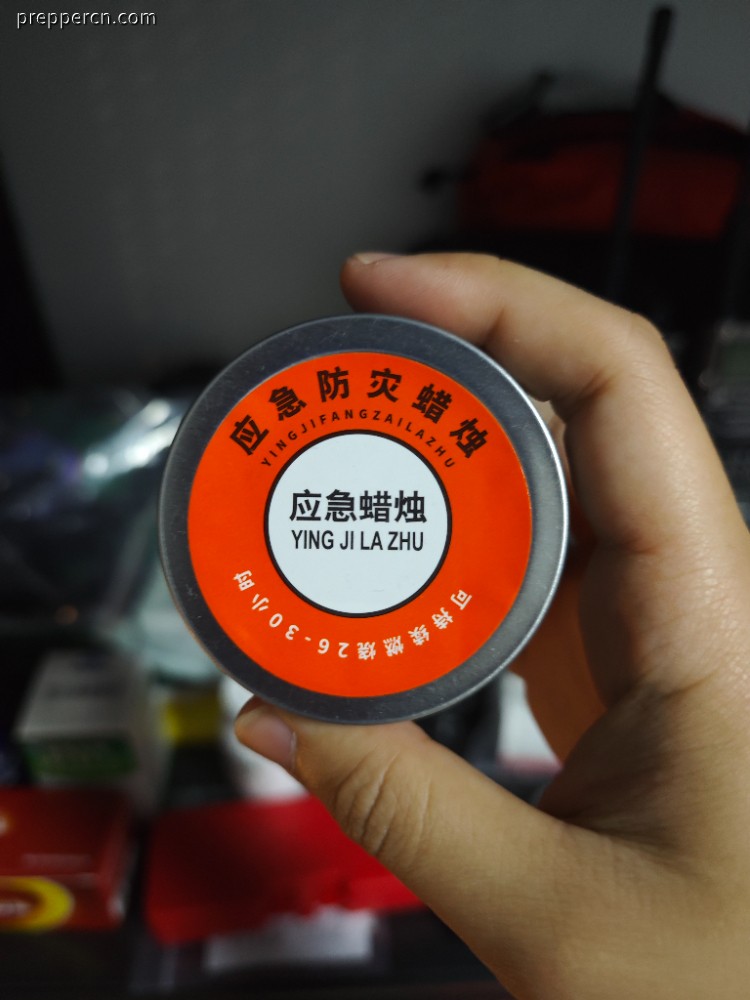 preppercn.com
应急防灾蜡烛
YINGJIFANGZAILAZHU
应急蜡烛
YING JI LA ZHU
可持续燃烧26-30小时